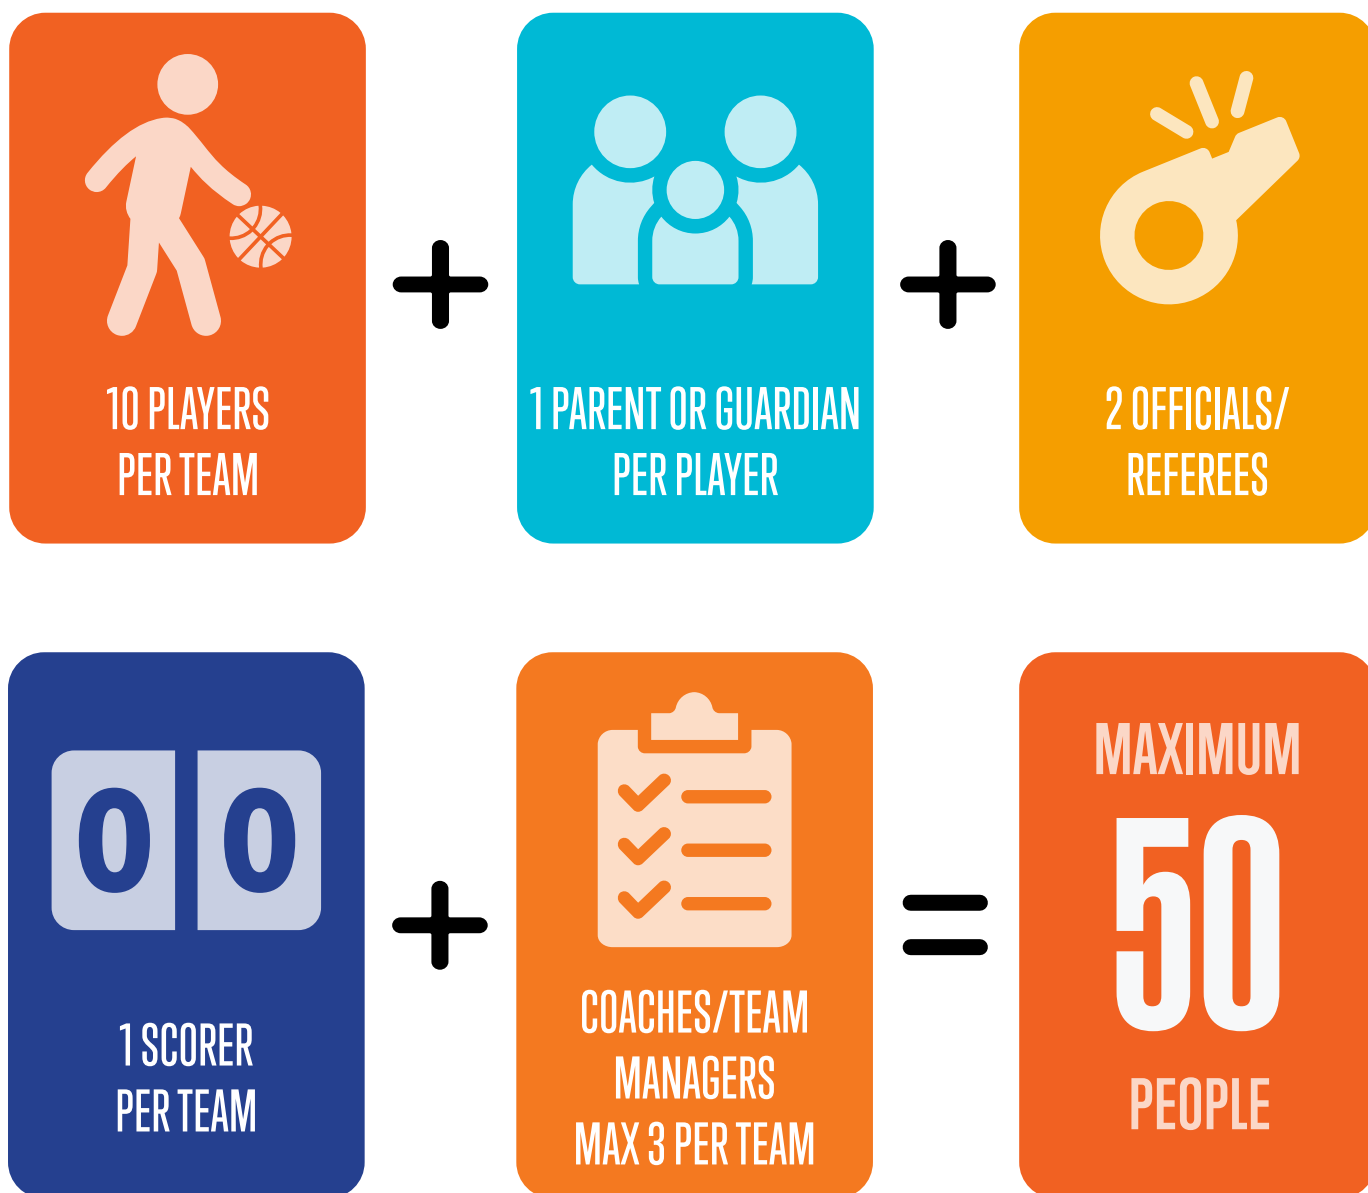 10 PLAYERS
PER TEAM
1 PARENT OR GUARDIAN
PER PLAYER
2 OFFICIALS/
REFEREES
00
1 SCORER
PER TEAM
COACHES/TEAM
MANAGERS
MAX 3 PER TEAM
MAXIMUM
50
PEOPLE